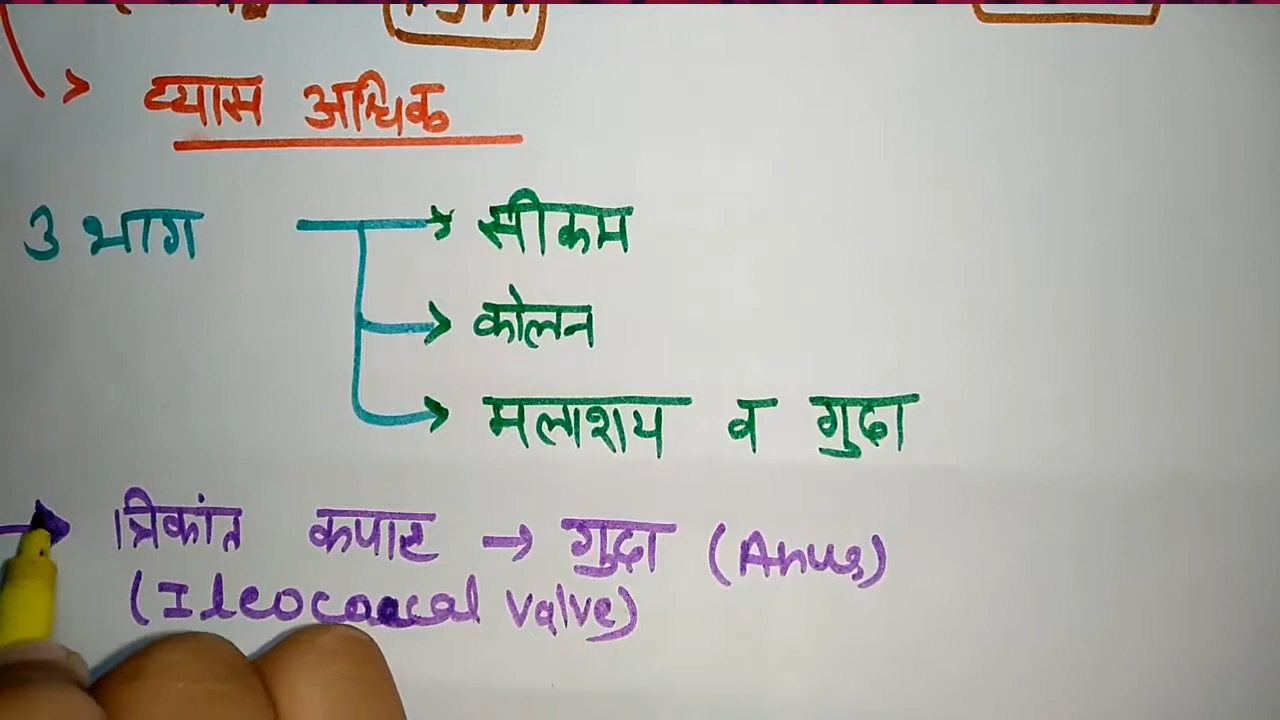 व्यास अधिक
3 भाग
सीकम
कोलन
मलाशय व गुदा
त्रिकांत कपाट → गुदा (Anus)
(Ileocaecal valve)